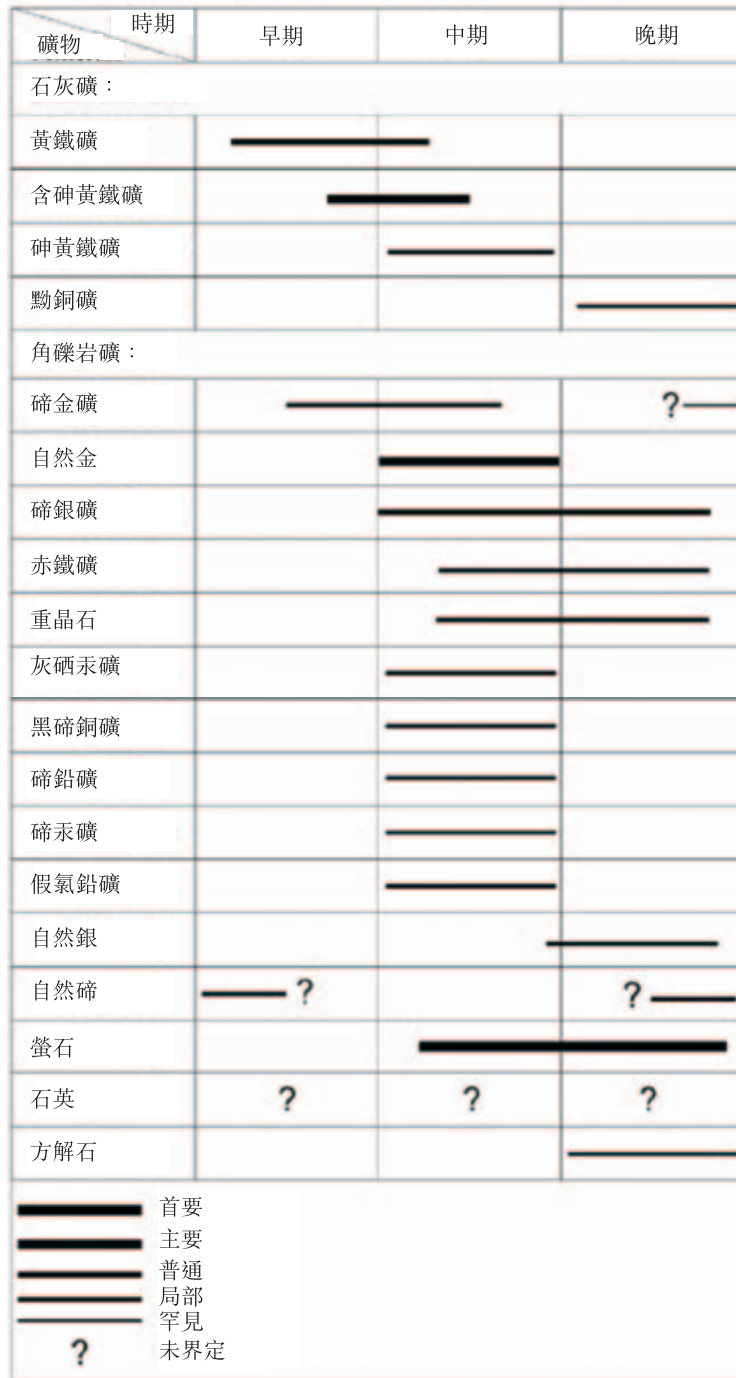 時期
礦物
早期 中期 晚期
石灰礦：
黃鐵礦
含砷黃鐵礦
砷黃鐵礦
黝銅礦
角礫岩礦：
碲金礦 ?
自然金
碲銀礦
赤鐵礦
重晶石
灰硒汞礦
黑碲銅礦
碲鉛礦
碲汞礦
假氯鉛礦
自然銀
自然碲 ? ?
螢石
石英 ? ? ?
方解石
首要
主要
普通
局部
罕見
? 未界定